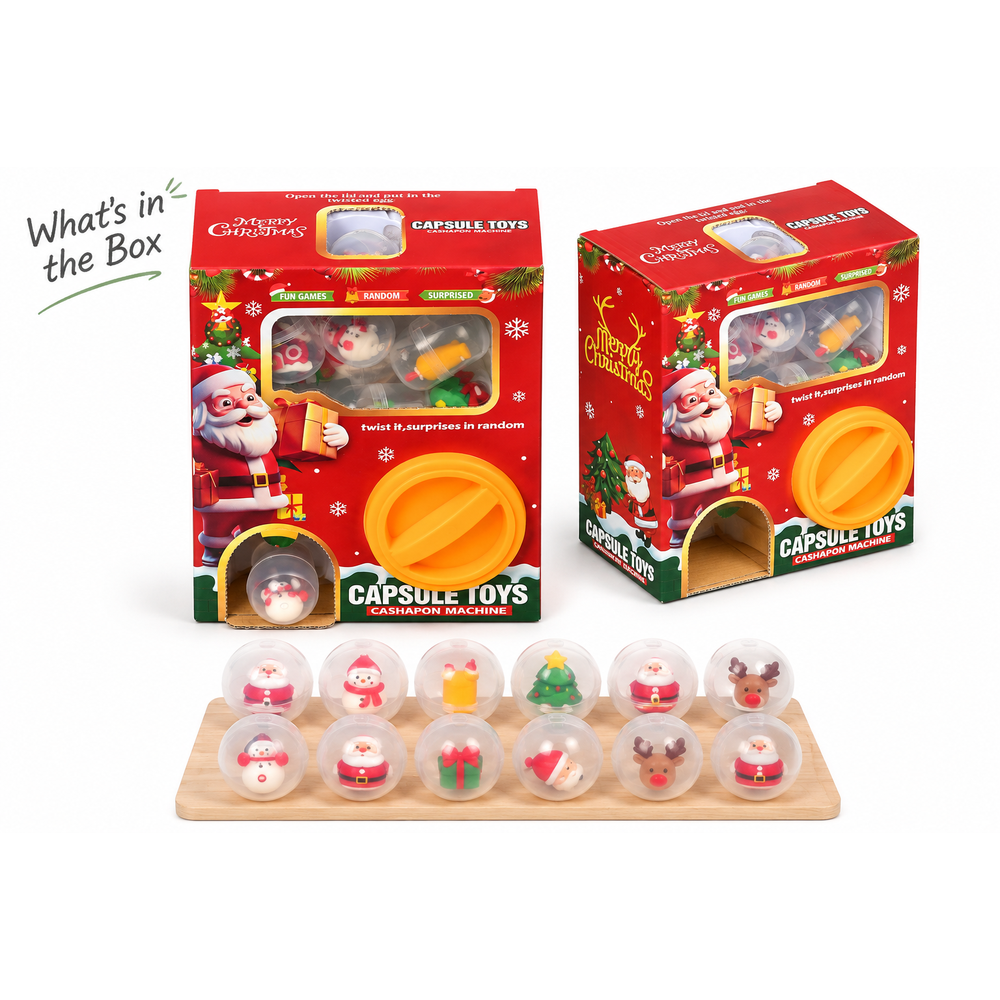 What's in
the Box
Open the lid and put in the
twisted egg
MERRY
CHRISTMAS
CAPSULE TOYS
CASHAPON MACHINE
FUN GAMES
RANDOM
SURPRISED
twist it,surprises in random
CAPSULE TOYS
CASHAPON MACHINE
Open the lid and put in the
twisted egg
MERRY
CHRISTMAS
CAPSULE TOYS
CASHAPON MACHINE
FUN GAMES
RANDOM
SURPRISED
Merry
Christmas
twist it,surprises in random
CAPSULE TOYS
CAPSULE TOYS
CASHAPON MACHINE